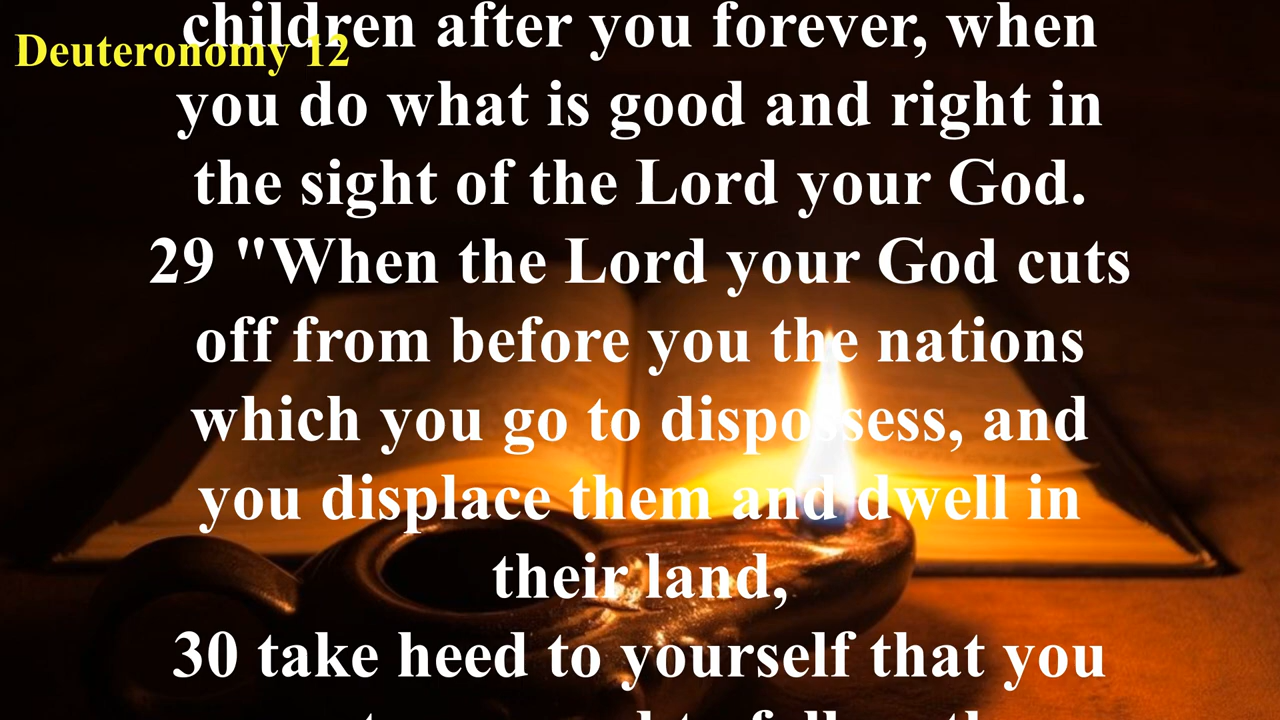 Deuteronomy 12
children after you forever, when
you do what is good and right in
the sight of the Lord your God.
29 "When the Lord your God cuts
off from before you the nations
which you go to dispossess, and
you displace them and dwell in
their land,
30 take heed to yourself that you